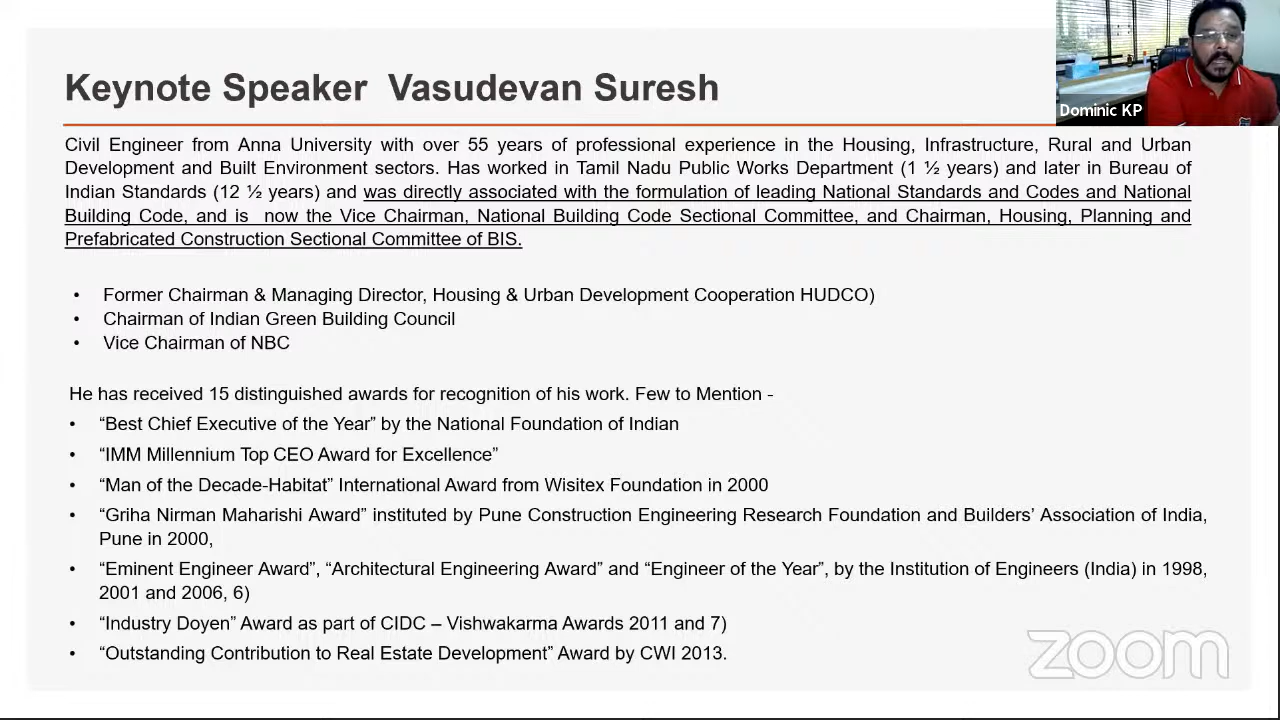 Keynote Speaker Vasudevan Suresh
Dominic KP
Civil Engineer from Anna University with over 55 years of professional experience in the Housing, Infrastructure, Rural and Urban
Development and Built Environment sectors. Has worked in Tamil Nadu Public Works Department (1 ½ years) and later in Bureau of
Indian Standards (12 ½ years) and was directly associated with the formulation of leading National Standards and Codes and National
Building Code, and is now the Vice Chairman, National Building Code Sectional Committee, and Chairman, Housing, Planning and
Prefabricated Construction Sectional Committee of BIS.
• Former Chairman & Managing Director, Housing & Urban Development Cooperation HUDCO)
• Chairman of Indian Green Building Council
• Vice Chairman of NBC
He has received 15 distinguished awards for recognition of his work. Few to Mention -
• “Best Chief Executive of the Year” by the National Foundation of Indian
• “IMM Millennium Top CEO Award for Excellence”
• “Man of the Decade-Habitat” International Award from Wisitex Foundation in 2000
• “Griha Nirman Maharishi Award” instituted by Pune Construction Engineering Research Foundation and Builders’ Association of India,
Pune in 2000,
• “Eminent Engineer Award”, “Architectural Engineering Award” and “Engineer of the Year”, by the Institution of Engineers (India) in 1998,
2001 and 2006, 6)
• “Industry Doyen” Award as part of CIDC – Vishwakarma Awards 2011 and 7)
• “Outstanding Contribution to Real Estate Development” Award by CWI 2013.
zoom